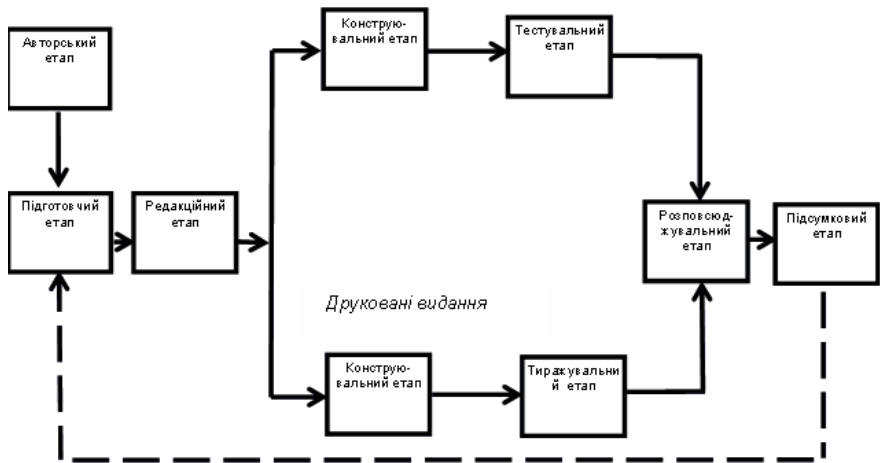 Авторський
етап
Підготовчий
етап
Редакційний
етап
Конструю-
вальний етап
Тестувальний
етап
Друковані видання
Конструю-
вальний етап
Тиражувальни
й етап
Розповсюд-
жувальний
етап
Підсумковий
етап